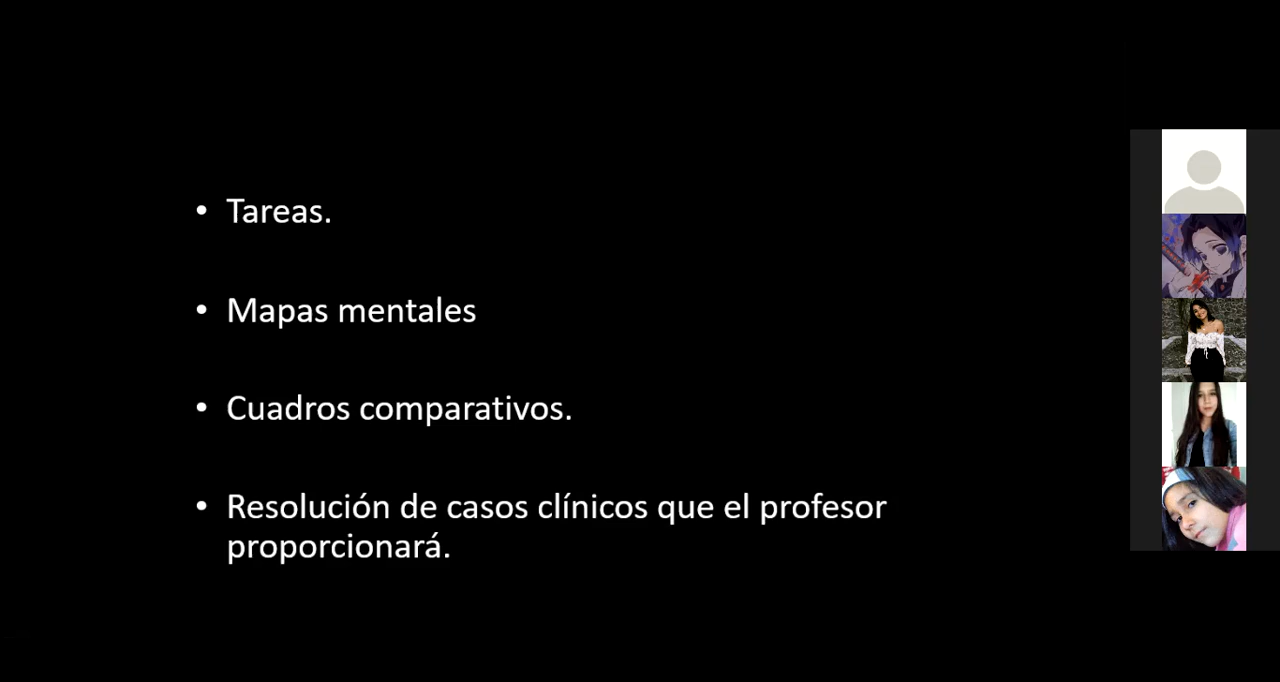 • Tareas.
• Mapas mentales
• Cuadros comparativos.
• Resolución de casos clínicos que el profesor
proporcionará.